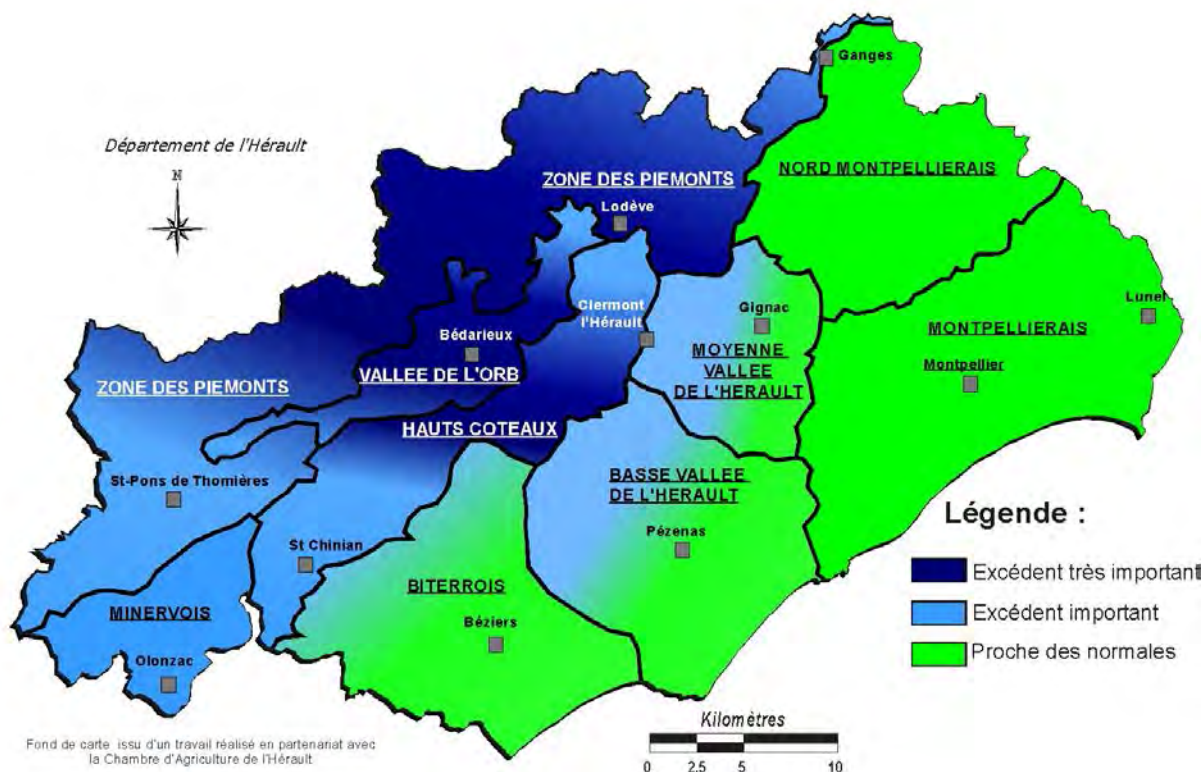 Département de l'Hérault
N
Ganges
NORD MONTPELLIERAIS
ZONE DES PIEMONTS
Lodève
Clermont
l'Hérault
Gignac
Lunel
MONTPELLIERAIS
Montpellier
MOYENNE
VALLEE
DE L'HERAULT
Bédarieux
VALLEE DE L'ORB
ZONE DES PIEMONTS
HAUTS COTEAUX
BASSE VALLEE
DE L'HERAULT
St-Pons de Thomières
Pézenas
St Chinian
BITERROIS
Béziers
MINERVOIS
Olonzac
Légende :
Excédent très important
Excédent important
Proche des normales
Kilomètres
0 2,5 5 10
Fond de carte issu d'un travail réalisé en partenariat avec
la Chambre d'Agriculture de l'Hérault